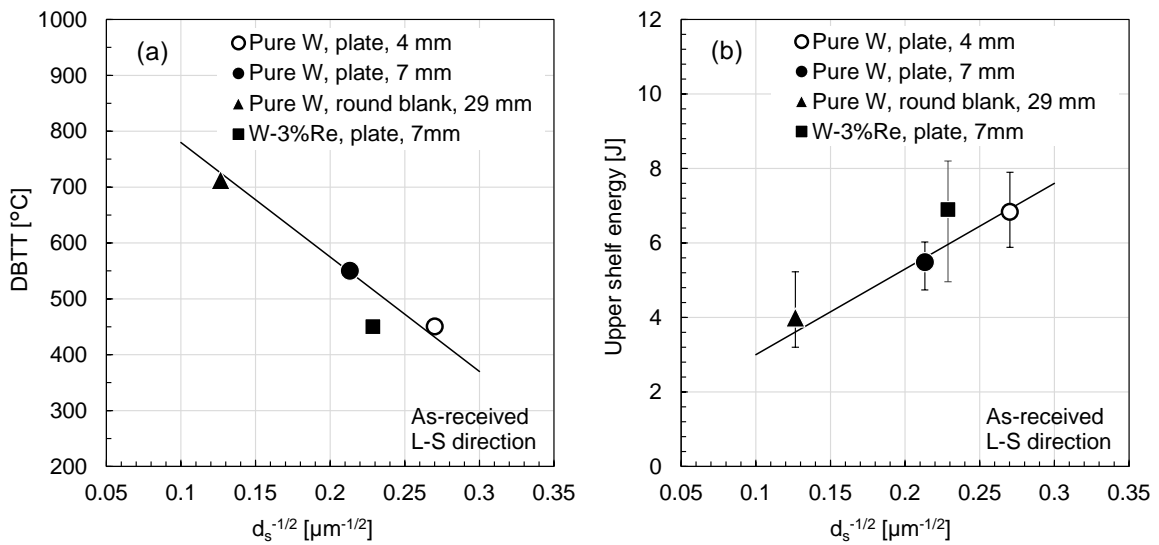 (a)
Pure W, plate, 4 mm
Pure W, plate, 7 mm
Pure W, round blank, 29 mm
W-3%Re, plate, 7mm
1000
900
800
700
600
500
400
300
200
DBTT [°C]
As-received
L-S direction
0.05 0.1 0.15 0.2 0.25 0.3 0.35
ds-1/2 [µm-1/2]
(b)
Pure W, plate, 4 mm
Pure W, plate, 7 mm
Pure W, round blank, 29 mm
W-3%Re, plate, 7mm
12
10
8
6
4
2
0
Upper shelf energy [J]
As-received
L-S direction
0.05 0.1 0.15 0.2 0.25 0.3 0.35
ds-1/2 [µm-1/2]